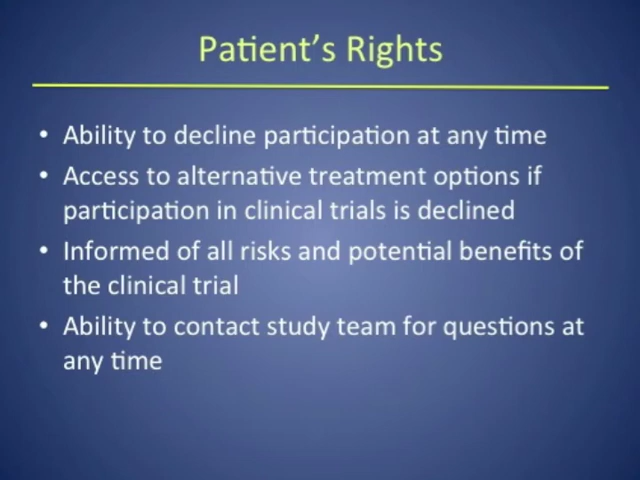 Patient's Rights
• Ability to decline participation at any time
• Access to alternative treatment options if
participation in clinical trials is declined
• Informed of all risks and potential benefits of
the clinical trial
• Ability to contact study team for questions at
any time